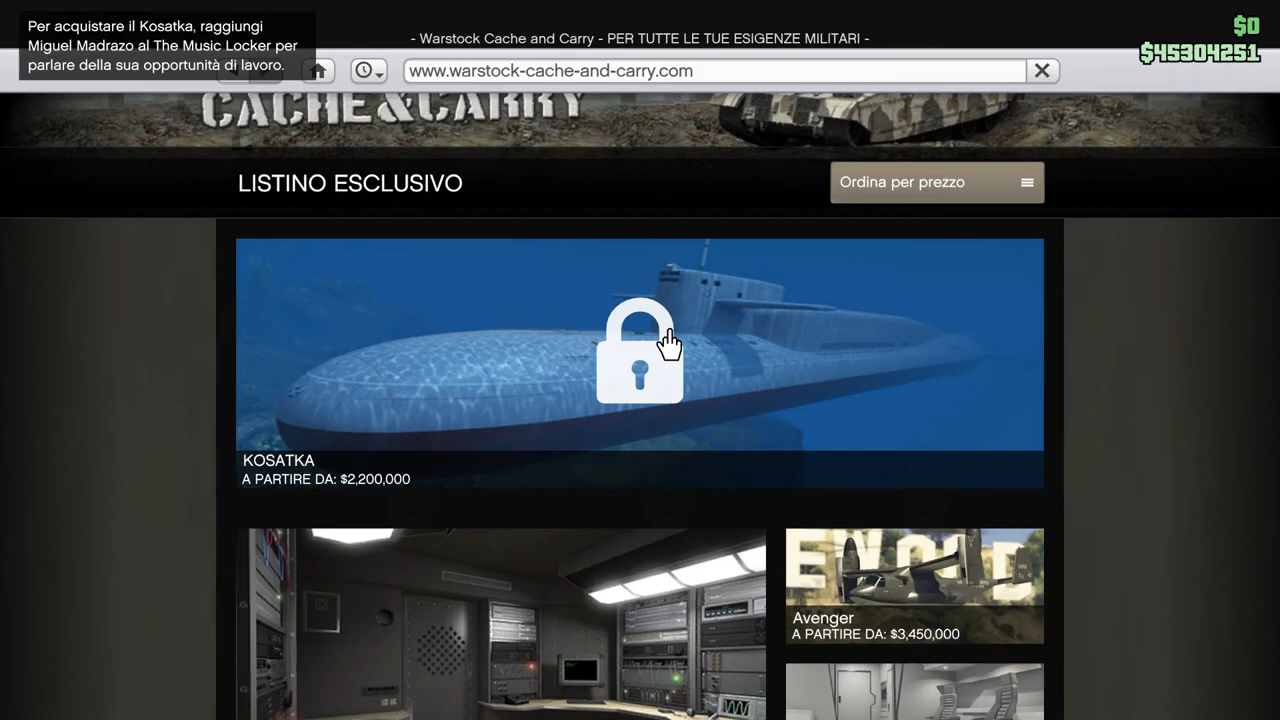 Per acquistare il Kosatka, raggiungi
Miguel Madrazo al The Music Locker per
parlare della sua opportunità di lavoro.
- Warstock Cache and Carry - PER TUTTE LE TUE ESIGENZE MILITARI -
$0
$45304251
www.warstock-cache-and-carry.com
CACHE&CARRY
LISTINO ESCLUSIVO
Ordina per prezzo
KOSATKA
A PARTIRE DA: $2,200,000
EWOOD
Avenger
A PARTIRE DA: $3,450,000